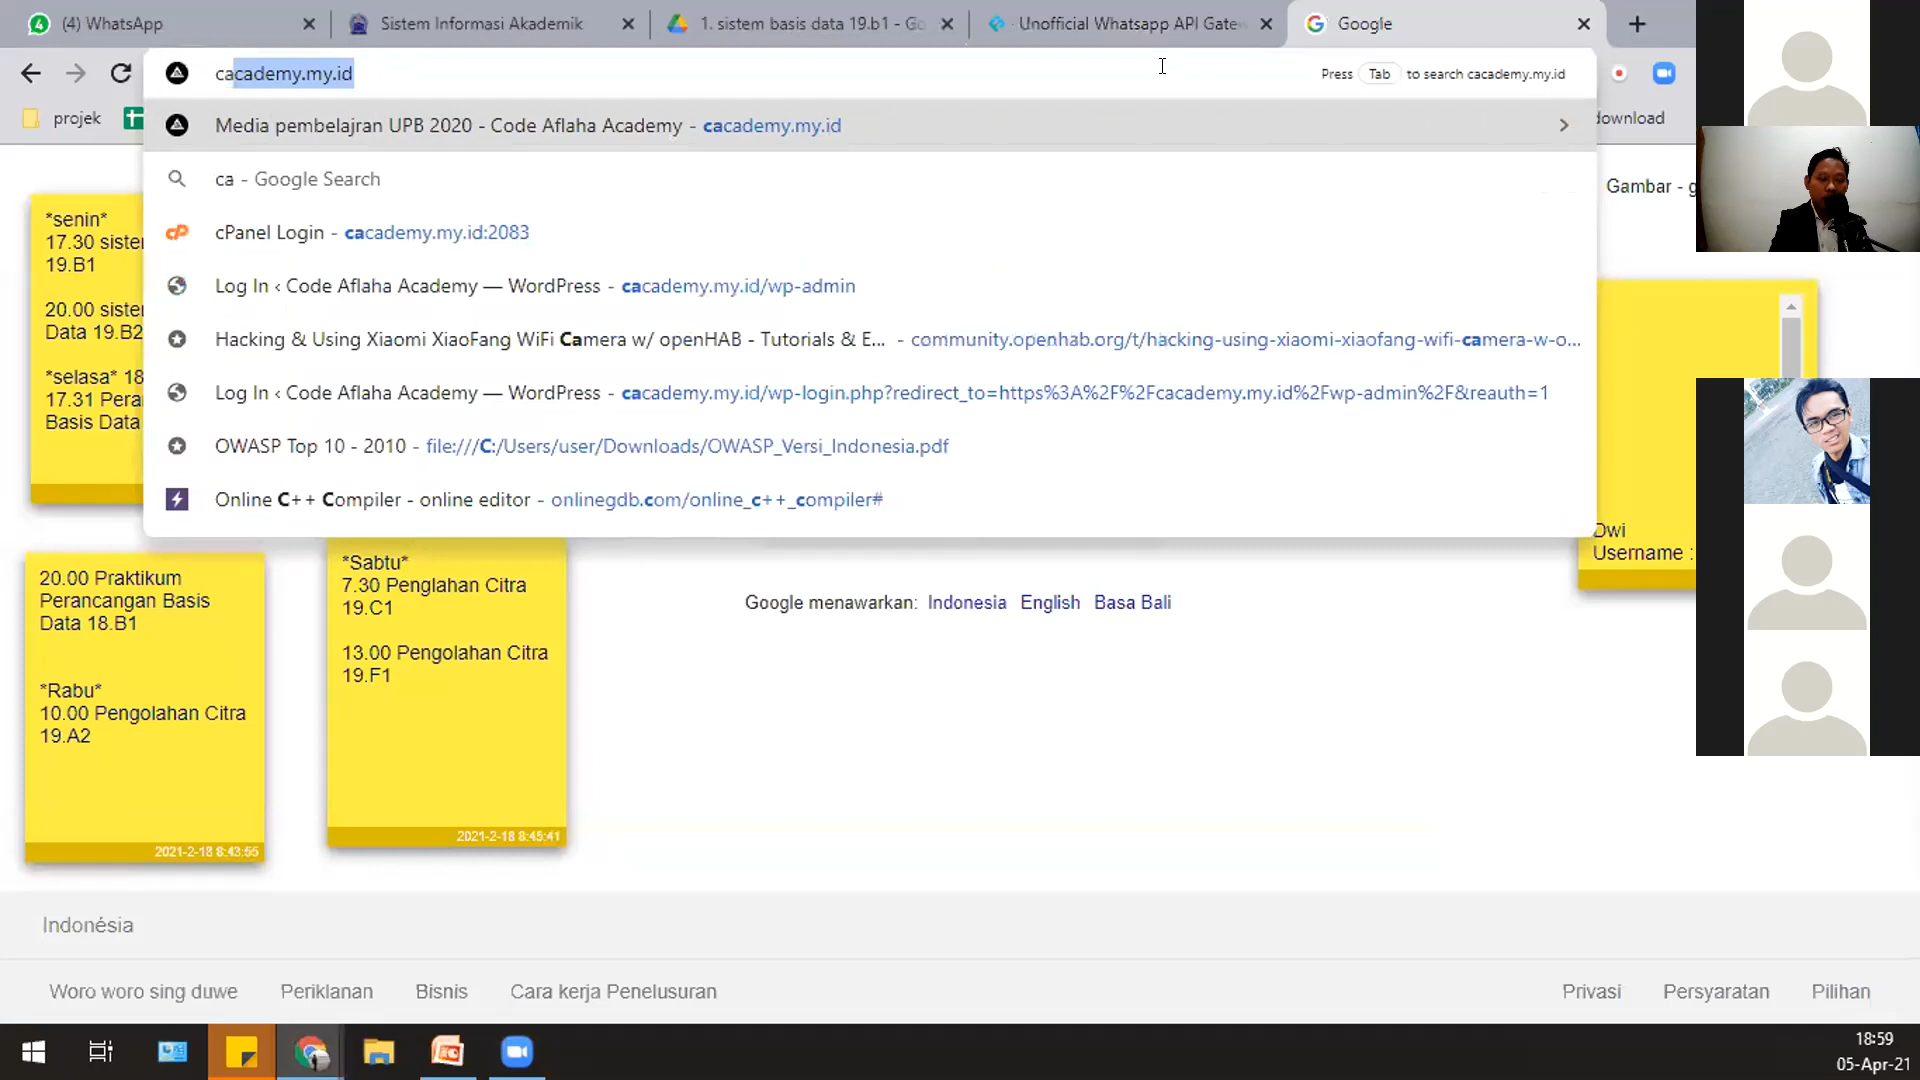 (4) WhatsApp
Sistem Informasi Akademik
1. sistem basis data 19.b1 - Go
Unofficial Whatsapp API Gatew
Google
cacademy.my.id
Press Tab to search cacademy.my.id
projek
download
Media pembelajran UPB 2020 - Code Aflaha Academy - cacademy.my.id
ca - Google Search
cPanel Login - cacademy.my.id:2083
Log In ‹ Code Aflaha Academy — WordPress - cacademy.my.id/wp-admin
Hacking & Using Xiaomi XiaoFang WiFi Camera w/ openHAB - Tutorials & E... - community.openhab.org/t/hacking-using-xiaomi-xiaofang-wifi-camera-w-o...
Log In ‹ Code Aflaha Academy — WordPress - cacademy.my.id/wp-login.php?redirect_to=https%3A%2F%2Fcacademy.my.id%2Fwp-admin%2F&reauth=1
OWASP Top 10 - 2010 - file:///C:/Users/user/Downloads/OWASP_Versi_Indonesia.pdf
Online C++ Compiler - online editor - onlinegdb.com/online_c++_compiler#
Gambar - g
*senin*
17.30 sister
19.B1
20.00 sister
Data 19.B2
*selasa* 18
17.31 Pera
Basis Data
Dwi
Username :
20.00 Praktikum
Perancangan Basis
Data 18.B1
*Rabu*
10.00 Pengolahan Citra
19.A2
2021-2-18 8:43:55
*Sabtu*
7.30 Penglahan Citra
19.C1
13.00 Pengolahan Citra
19.F1
2021-2-18 8:45:41
Google menawarkan: Indonesia English Basa Bali
Indonésia
Woro woro sing duwe
Periklanan
Bisnis
Cara kerja Penelusuran
Privasi
Persyaratan
Pilihan
18:59
05-Apr-21